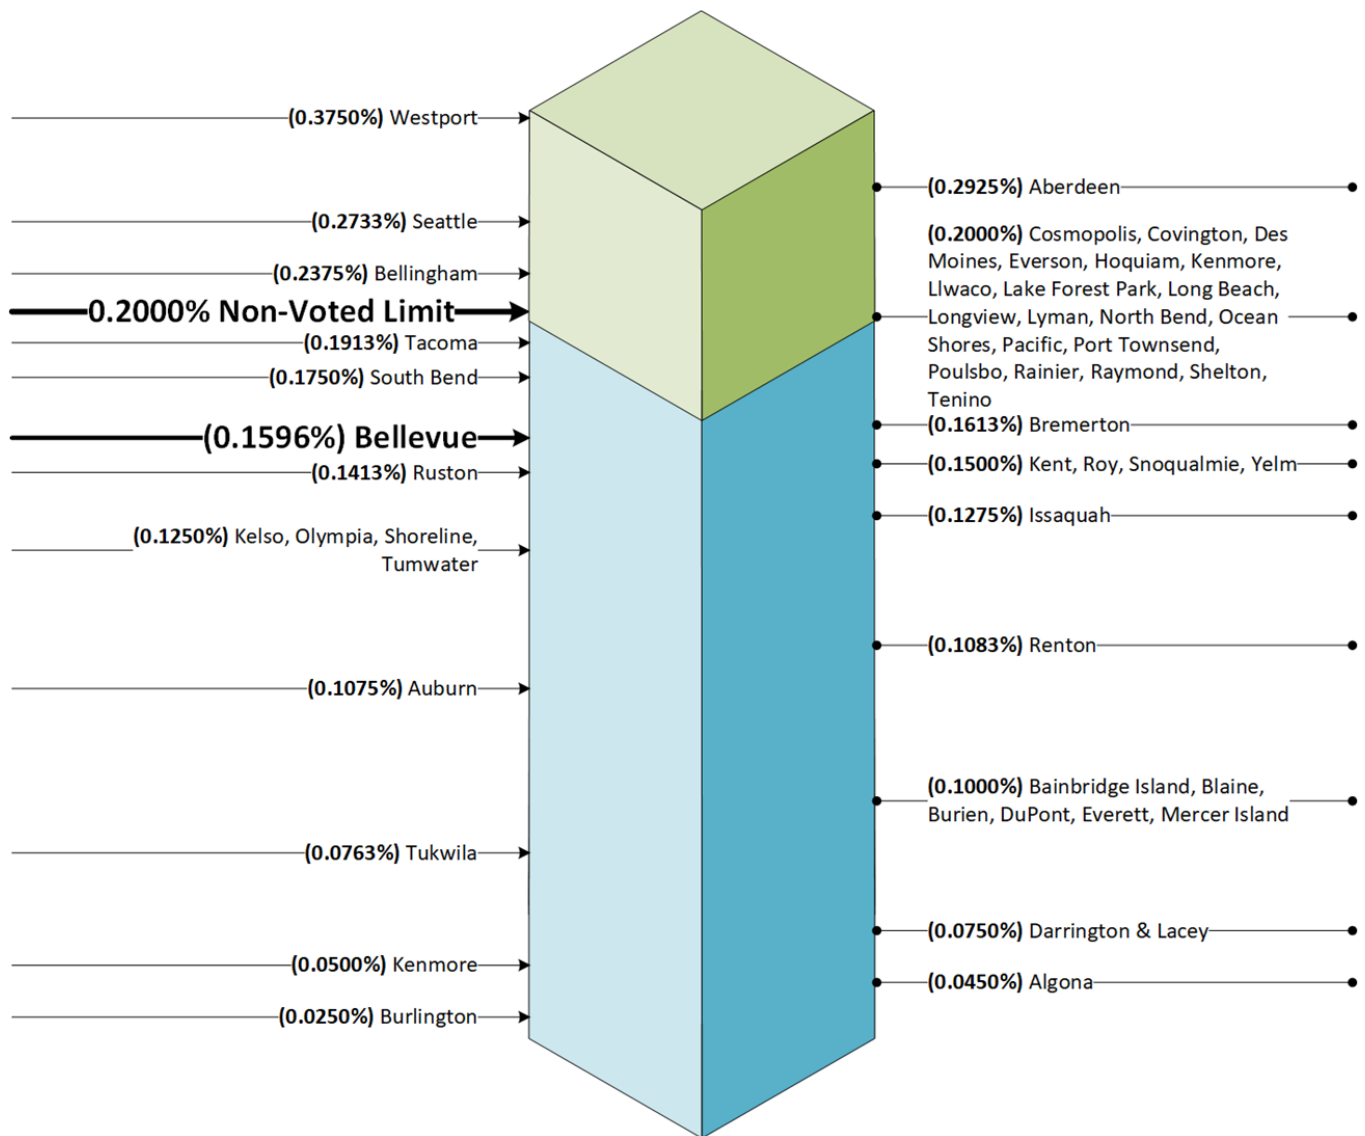 (0.3750%) Westport
(0.2733%) Seattle
(0.2375%) Bellingham
0.2000% Non-Voted Limit
(0.1913%) Tacoma
(0.1750%) South Bend
(0.1596%) Bellevue
(0.1413%) Ruston
(0.1250%) Kelso, Olympia, Shoreline,
Tumwater
(0.1075%) Auburn
(0.0763%) Tukwila
(0.0500%) Kenmore
(0.0250%) Burlington
(0.2925%) Aberdeen
(0.2000%) Cosmopolis, Covington, Des
Moines, Everson, Hoquiam, Kenmore,
Llwaco, Lake Forest Park, Long Beach,
Longview, Lyman, North Bend, Ocean
Shores, Pacific, Port Townsend,
Poulsbo, Rainier, Raymond, Shelton,
Tenino
(0.1613%) Bremerton
(0.1500%) Kent, Roy, Snoqualmie, Yelm
(0.1275%) Issaquah
(0.1083%) Renton
(0.1000%) Bainbridge Island, Blaine,
Burien, DuPont, Everett, Mercer Island
(0.0750%) Darrington & Lacey
(0.0450%) Algona